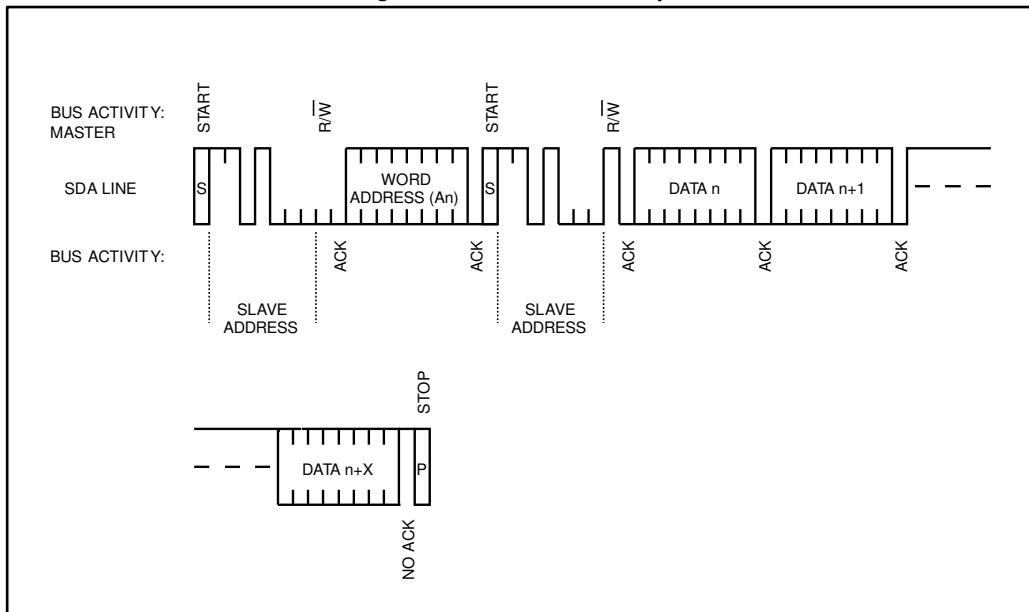 START
R/W
START
R/W
BUS ACTIVITY:
MASTER
SDA LINE
S
WORD
ADDRESS (An)
S
DATA n
DATA n+1
BUS ACTIVITY:
ACK
ACK
ACK
ACK
ACK
SLAVE
ADDRESS
SLAVE
ADDRESS
STOP
DATA n+X
P
NO ACK